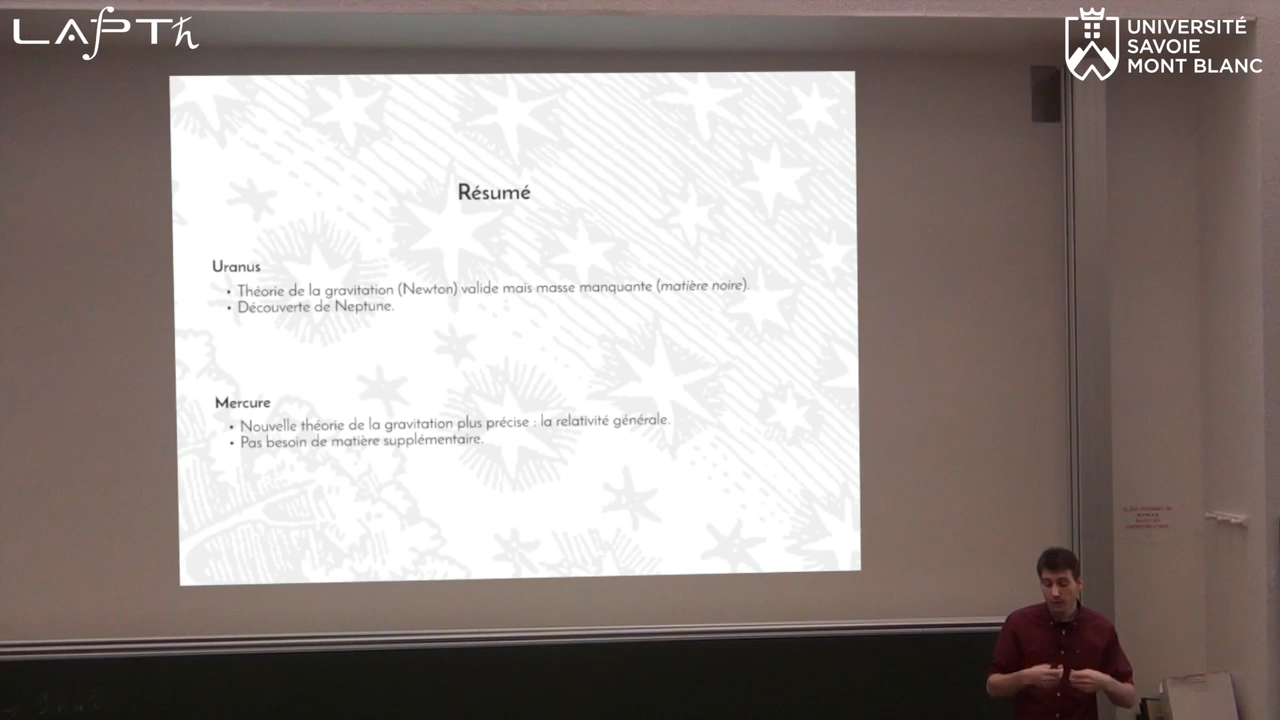 LAPTh
UNIVERSITÉ
SAVOIE
MONT BLANC
Résumé
Uranus
• Théorie de la gravitation (Newton) valide mais masse manquante (matière noire).
• Découverte de Neptune.
Mercure
• Nouvelle théorie de la gravitation plus précise : la relativité générale.
• Pas besoin de matière supplémentaire.